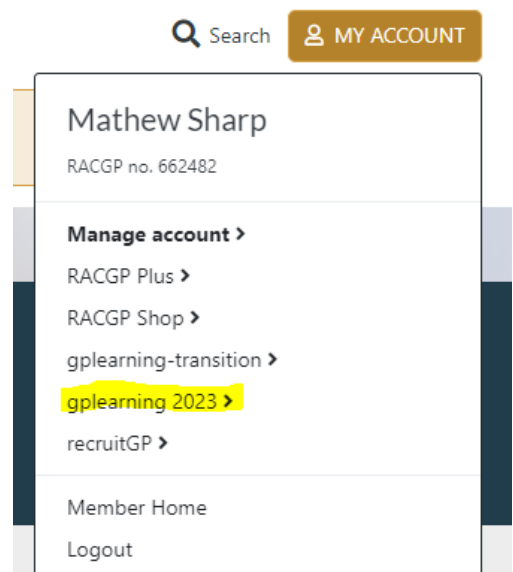 Search
MY ACCOUNT
Mathew Sharp
RACGP no. 662482
Manage account >
RACGP Plus >
RACGP Shop >
gplearning-transition >
gplearning 2023 >
recruitGP >
Member Home
Logout